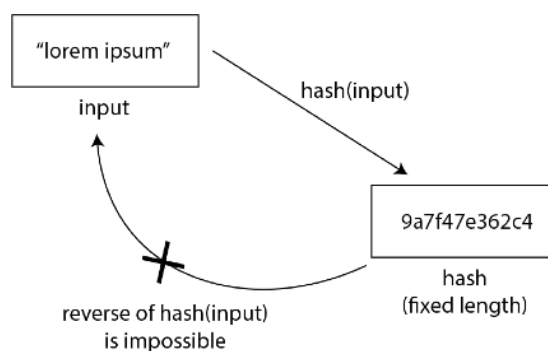 “lorem ipsum”
input
hash(input)
9a7f47e362c4
hash
(fixed length)
reverse of hash(input)
is impossible